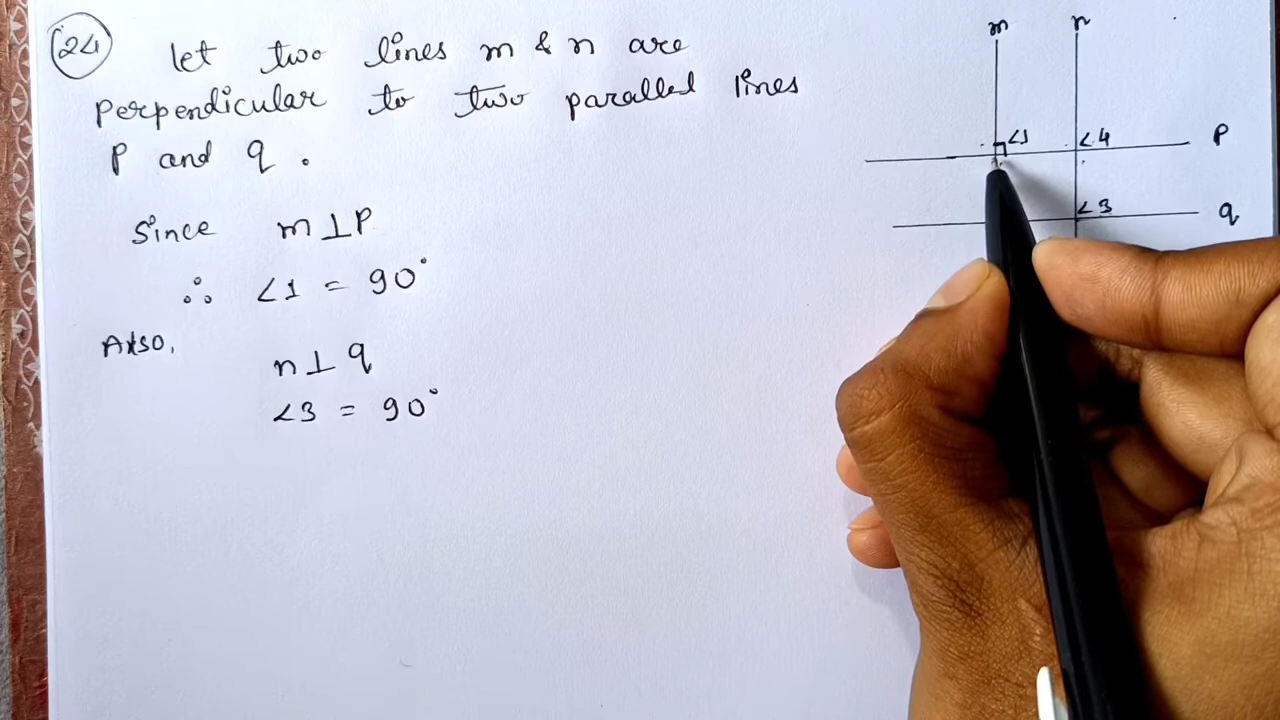 24
let two lines m & n are
perpendicular to two parallel lines
P and q.
Since m⊥P
∴ ∠1 = 90°
Also,
n⊥q
∠3 = 90°
m n
∠1 ∠4 P
∠3 q